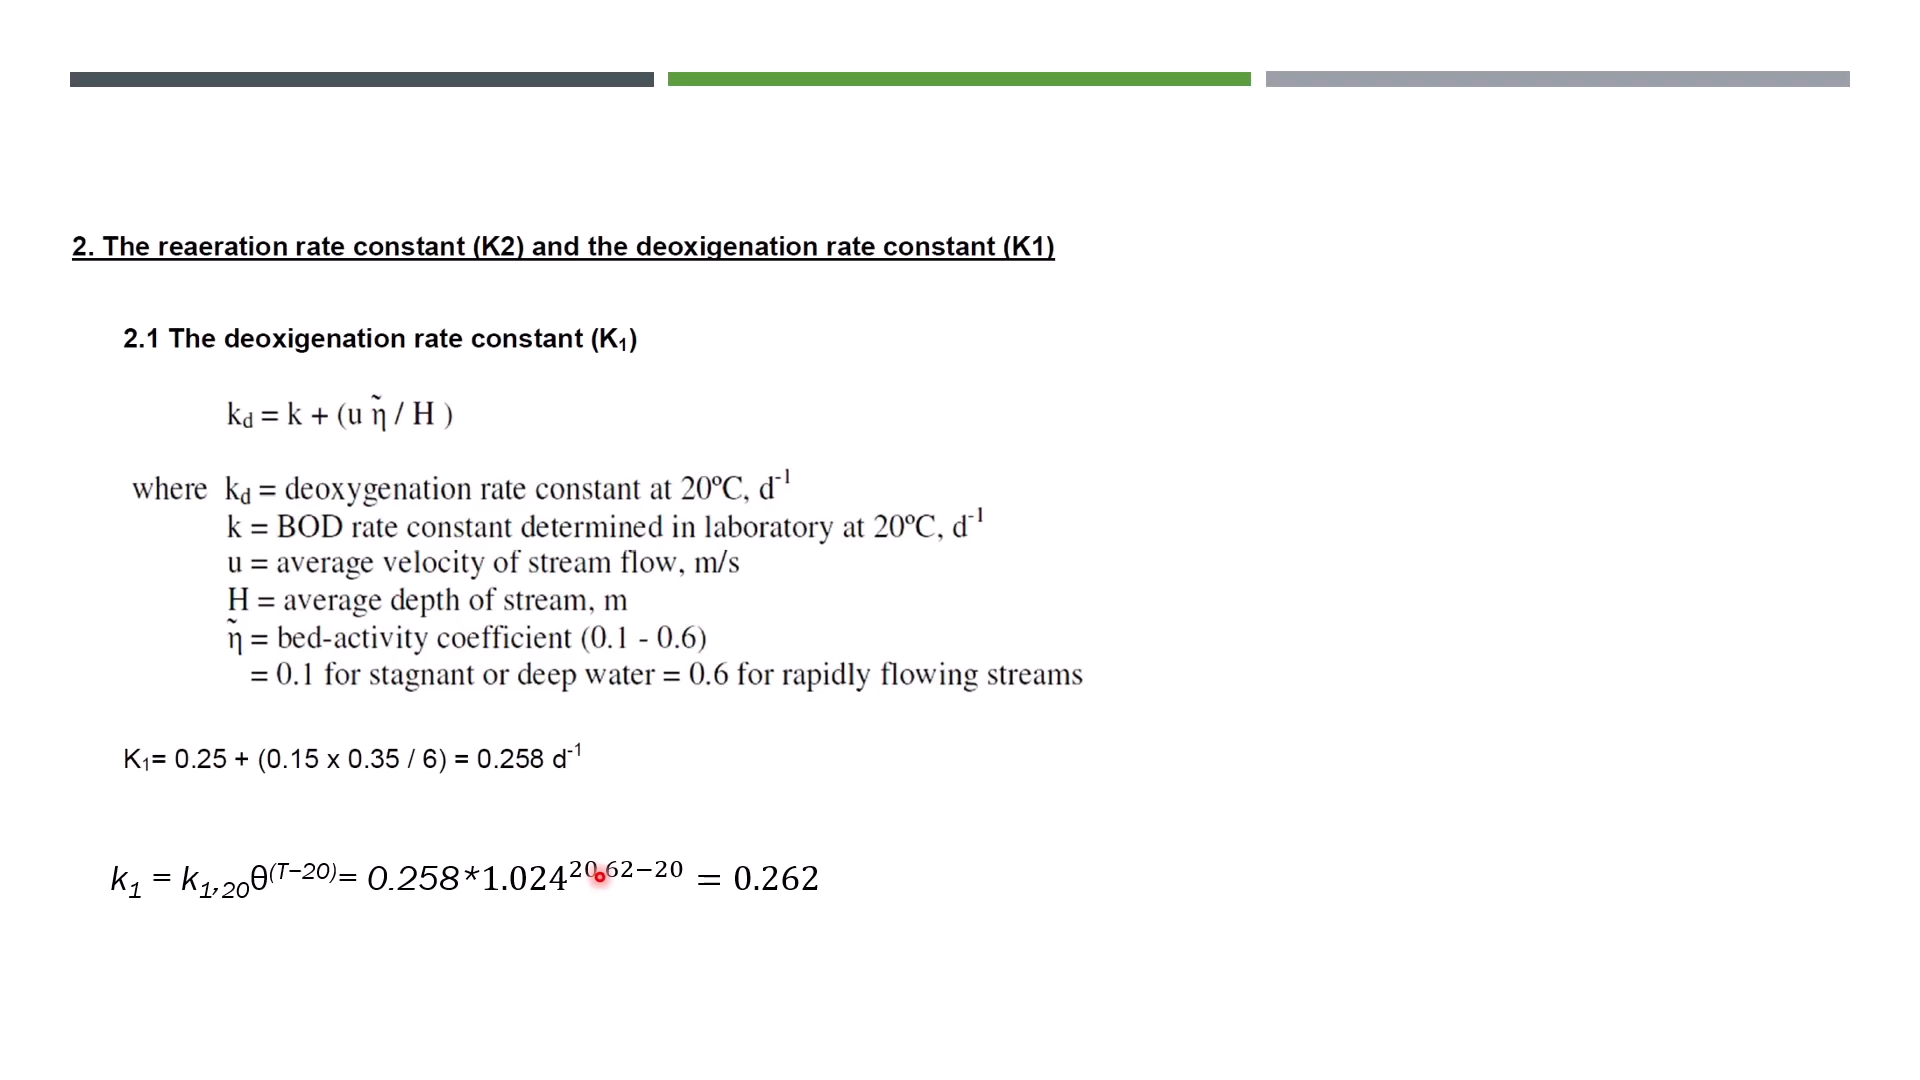 2. The reaeration rate constant (K2) and the deoxigenation rate constant (K1)
2.1 The deoxigenation rate constant (K₁)
k_d = k + (u η̃ / H )
where k_d = deoxygenation rate constant at 20ºC, d⁻¹
k = BOD rate constant determined in laboratory at 20ºC, d⁻¹
u = average velocity of stream flow, m/s
H = average depth of stream, m
η̃ = bed-activity coefficient (0.1 - 0.6)
= 0.1 for stagnant or deep water = 0.6 for rapidly flowing streams
K₁= 0.25 + (0.15 x 0.35 / 6) = 0.258 d⁻¹
k₁ = k₁,₂₀θ^(T−20)= 0.258*1.024^20.62−20 = 0.262